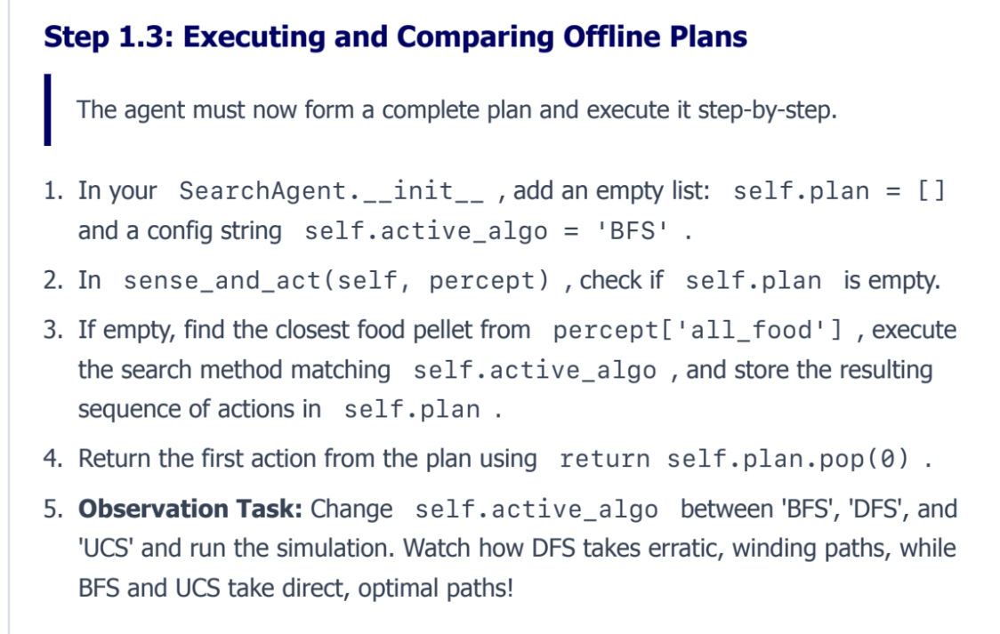 Step 1.3: Executing and Comparing Offline Plans
The agent must now form a complete plan and execute it step-by-step.
1. In your SearchAgent.__init__ , add an empty list: self.plan = []
and a config string self.active_algo = 'BFS' .
2. In sense_and_act(self, percept) , check if self.plan is empty.
3. If empty, find the closest food pellet from percept['all_food'] , execute
the search method matching self.active_algo , and store the resulting
sequence of actions in self.plan .
4. Return the first action from the plan using return self.plan.pop(0) .
5. Observation Task: Change self.active_algo between 'BFS', 'DFS', and
'UCS' and run the simulation. Watch how DFS takes erratic, winding paths, while
BFS and UCS take direct, optimal paths!